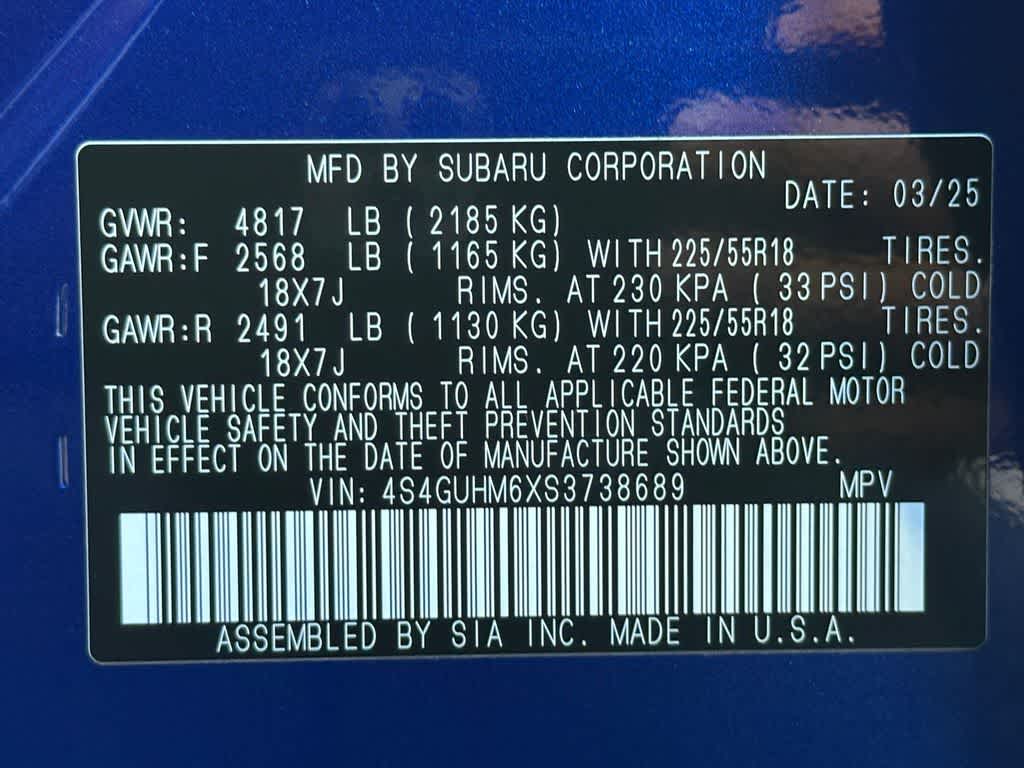 MFD BY SUBARU CORPORATION
DATE: 03/25
GVWR: 4817 LB ( 2185 KG)
GAWR:F 2568 LB ( 1165 KG) WITH 225/55R18 TIRES.
18X7J RIMS. AT 230 KPA ( 33 PSI) COLD
GAWR:R 2491 LB ( 1130 KG) WITH 225/55R18 TIRES.
18X7J RIMS. AT 220 KPA ( 32 PSI) COLD
THIS VEHICLE CONFORMS TO ALL APPLICABLE FEDERAL MOTOR
VEHICLE SAFETY AND THEFT PREVENTION STANDARDS
IN EFFECT ON THE DATE OF MANUFACTURE SHOWN ABOVE.
VIN: 4S4GUHM6XS3738689 MPV
ASSEMBLED BY SIA INC. MADE IN U.S.A.